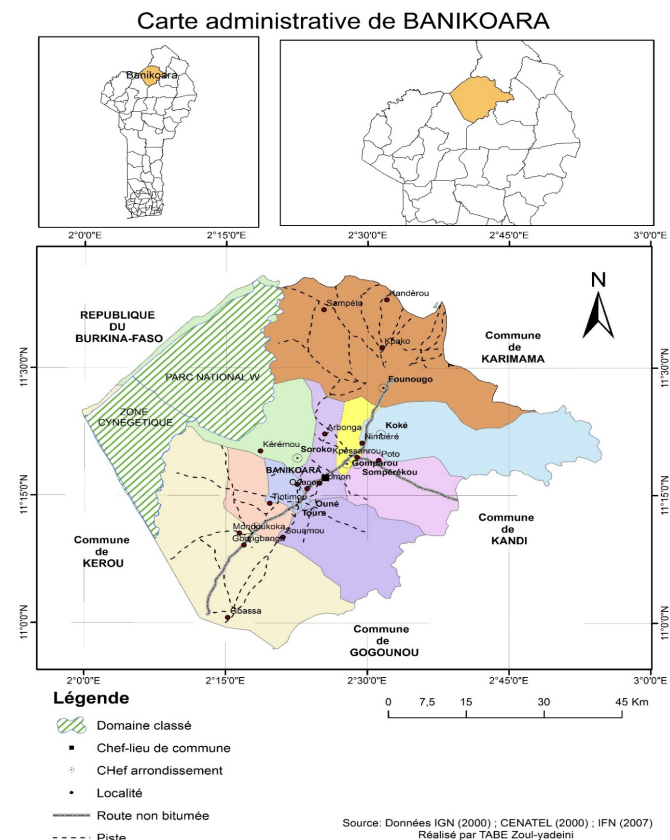 Carte administrative de BANIKOARA
Banikoara
2°0'0"E 2°15'0"E 2°30'0"E 2°45'0"E 3°0'0"E
N
REPUBLIQUE
DU
BURKINA-FASO
Sampéto
Kandèrou
Kpako
Commune
de
KARIMAMA
11°30'0"N
11°30'0"N
PARC NATIONAL W
Founougo
ZONE
CYNEGETIQUE
Arbonga
Koké
Nimbéré
Kérémou
Soroko
Poto
Gomparou
BANIKOARA
Sompérékou
11°15'0"N
11°15'0"N
Tiotimou
Ouné
Toura
Commune
de
KANDI
Commune
de
KEROU
Mondoukoka
Souamou
Goassa
11°0'0"N
11°0'0"N
Commune
de
GOGOUNOU
2°0'0"E 2°15'0"E 2°30'0"E 2°45'0"E 3°0'0"E
Légende
Domaine classé
Chef-lieu de commune
CHef arrondissement
Localité
Route non bitumée
Piste
0 7,5 15 30 45 Km
Source: Données IGN (2000) ; CENATEL (2000) ; IFN (2007)
Réalisé par TABE Zoul-yadeini